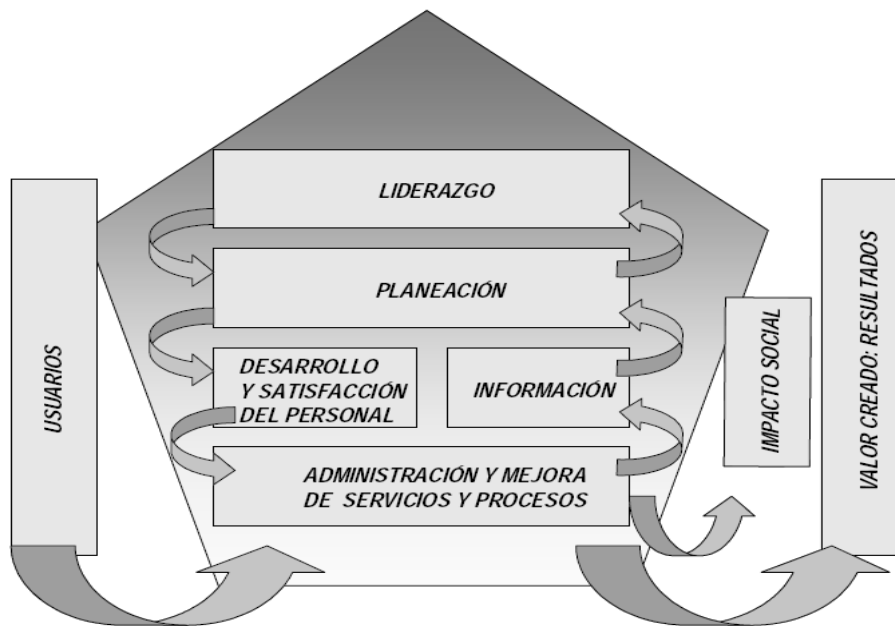 LIDERAZGO
PLANEACIÓN
DESARROLLO
Y SATISFACCIÓN
DEL PERSONAL
INFORMACIÓN
ADMINISTRACIÓN Y MEJORA
DE SERVICIOS Y PROCESOS
USUARIOS
IMPACTO SOCIAL
VALOR CREADO: RESULTADOS